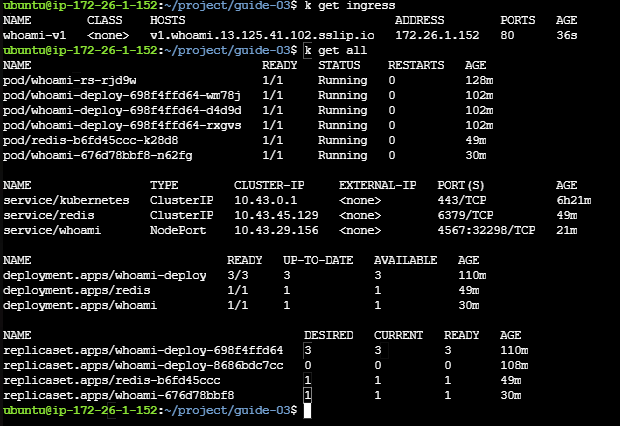 ubuntu@ip-172-26-1-152:~/project/guide-03$ k get ingress
NAME CLASS HOSTS ADDRESS PORTS AGE
whoami-v1 <none> v1.whoami.13.125.41.102.sslip.io 172.26.1.152 80 36s
ubuntu@ip-172-26-1-152:~/project/guide-03$ k get all
NAME READY STATUS RESTARTS AGE
pod/whoami-rs-rjd9w 1/1 Running 0 128m
pod/whoami-deploy-698f4ffd64-wm78j 1/1 Running 0 102m
pod/whoami-deploy-698f4ffd64-d4d9d 1/1 Running 0 102m
pod/whoami-deploy-698f4ffd64-rxgvs 1/1 Running 0 102m
pod/redis-b6fd45ccc-k28d8 1/1 Running 0 49m
pod/whoami-676d78bbf8-n62fg 1/1 Running 0 30m
NAME TYPE CLUSTER-IP EXTERNAL-IP PORT(S) AGE
service/kubernetes ClusterIP 10.43.0.1 <none> 443/TCP 6h21m
service/redis ClusterIP 10.43.45.129 <none> 6379/TCP 49m
service/whoami NodePort 10.43.29.156 <none> 4567:32298/TCP 21m
NAME READY UP-TO-DATE AVAILABLE AGE
deployment.apps/whoami-deploy 3/3 3 3 110m
deployment.apps/redis 1/1 1 1 49m
deployment.apps/whoami 1/1 1 1 30m
NAME DESIRED CURRENT READY AGE
replicaset.apps/whoami-deploy-698f4ffd64 3 3 3 110m
replicaset.apps/whoami-deploy-8686bdc7cc 0 0 0 108m
replicaset.apps/redis-b6fd45ccc 1 1 1 49m
replicaset.apps/whoami-676d78bbf8 1 1 1 30m
ubuntu@ip-172-26-1-152:~/project/guide-03$